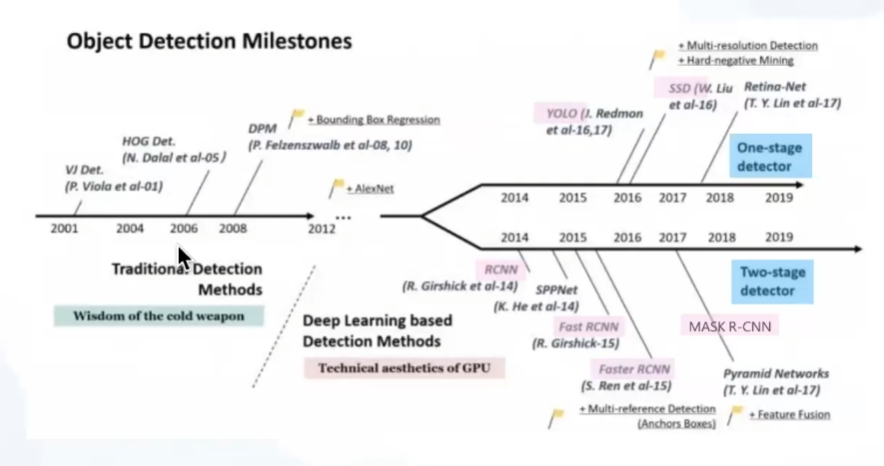 Object Detection Milestones
+ Multi-resolution Detection
+ Hard-negative Mining
SSD (W. Liu
et al-16)
Retina-Net
(T. Y. Lin et al-17)
YOLO (J. Redmon
et al-16,17)
+ Bounding Box Regression
DPM
(P. Felzenszwalb et al-08, 10)
HOG Det.
(N. Dalal et al-05)
VJ Det.
(P. Viola et al-01)
+ AlexNet
One-stage
detector
2014 2015 2016 2017 2018 2019
2001 2004 2006 2008 2012 ...
2014 2015 2016 2017 2018 2019
Traditional Detection
Methods
Wisdom of the cold weapon
Deep Learning based
Detection Methods
Technical aesthetics of GPU
RCNN
(R. Girshick et al-14)
SPPNet
(K. He et al-14)
Fast RCNN
(R. Girshick-15)
Faster RCNN
(S. Ren et al-15)
+ Multi-reference Detection
(Anchors Boxes)
Two-stage
detector
MASK R-CNN
Pyramid Networks
(T. Y. Lin et al-17)
+ Feature Fusion